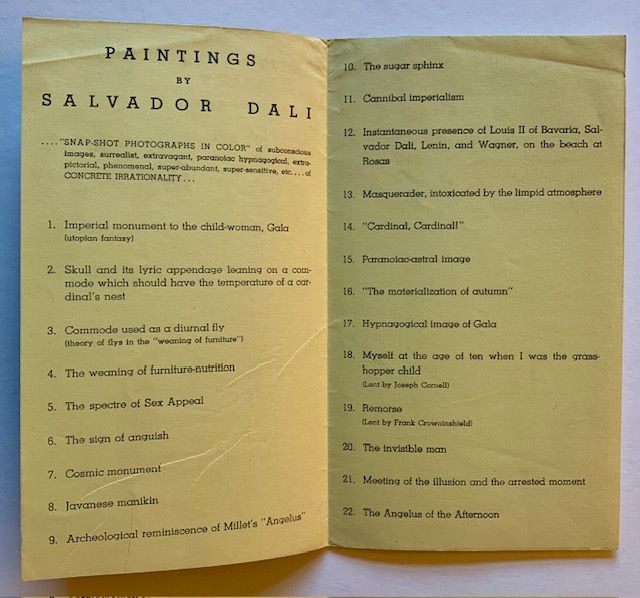 PAINTINGS
BY
SALVADOR DALI
...."SNAP-SHOT PHOTOGRAPHS IN COLOR" of subconscious
images, surrealist, extravagant, paranoiac hypnagogical, extra-
pictorial, phenomenal, super-abundant, super-sensitive, etc....of
CONCRETE IRRATIONALITY...
1. Imperial monument to the child-woman, Gala
(utopian fantasy)
2. Skull and its lyric appendage leaning on a com-
mode which should have the temperature of a car-
dinal's nest
3. Commode used as a diurnal fly
(theory of flys in the "weaning of furniture")
4. The weaning of furniture-nutrition
5. The spectre of Sex Appeal
6. The sign of anguish
7. Cosmic monument
8. Javanese manikin
9. Archeological reminiscence of Millet's "Angelus"
10. The sugar sphinx
11. Cannibal imperialism
12. Instantaneous presence of Louis II of Bavaria, Sal-
vador Dali, Lenin, and Wagner, on the beach at
Rosas
13. Masquerader, intoxicated by the limpid atmosphere
14. "Cardinal, Cardinal!"
15. Paranoiac-astral image
16. "The materialization of autumn"
17. Hypnagogical image of Gala
18. Myself at the age of ten when I was the grass-
hopper child
(Lent by Joseph Cornell)
19. Remorse
(Lent by Frank Crowninshield)
20. The invisible man
21. Meeting of the illusion and the arrested moment
22. The Angelus of the Afternoon